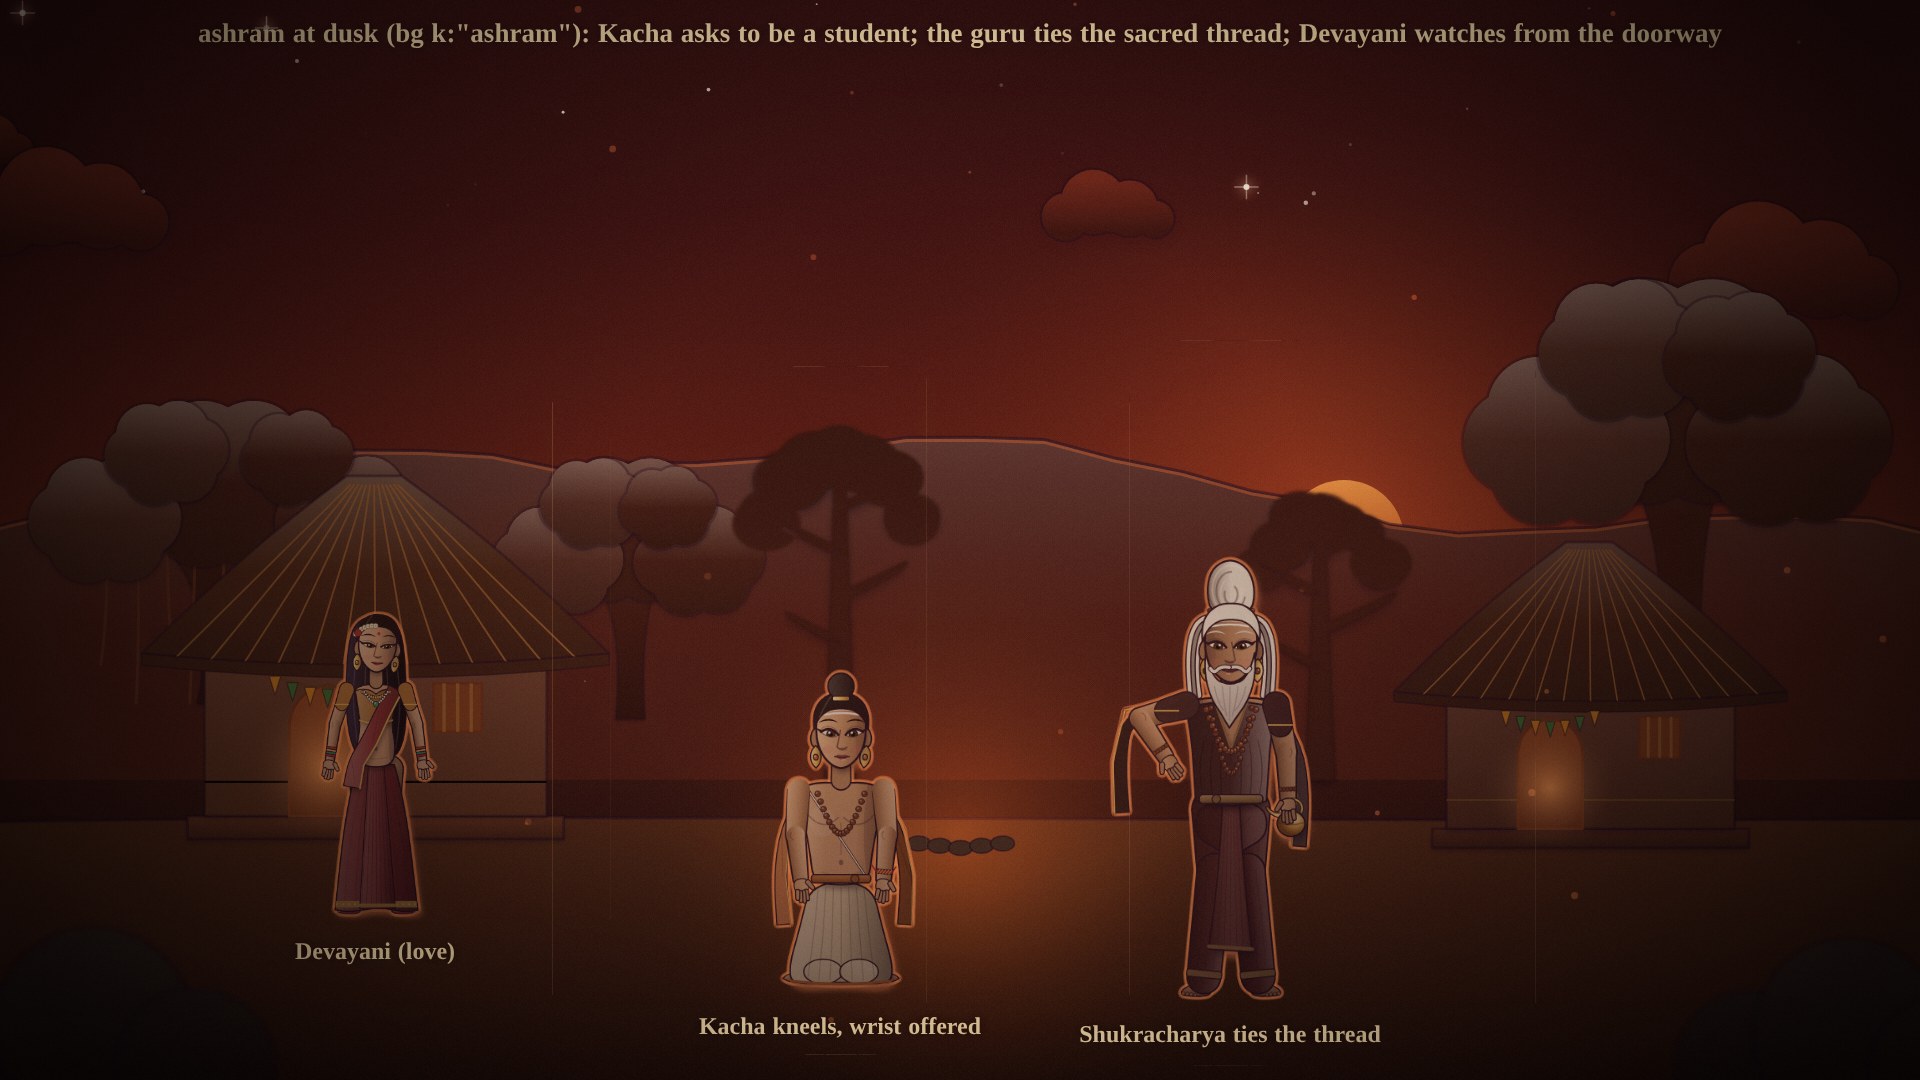 ashram at dusk (bg k:"ashram"): Kacha asks to be a student; the guru ties the sacred thread; Devayani watches from the doorway
Devayani (love)
Kacha kneels, wrist offered
Shukracharya ties the thread